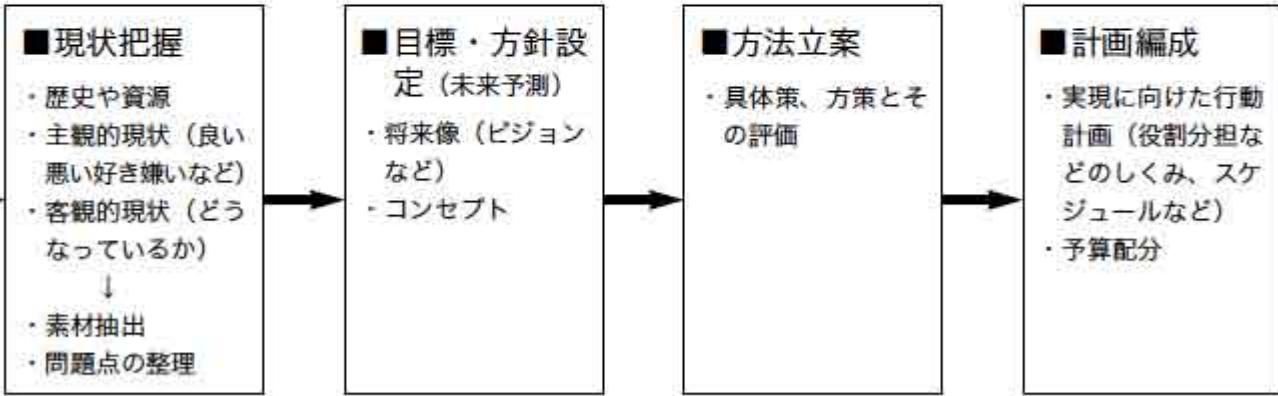 ■現状把握
・歴史や資源
・主観的現状（良い
悪い好き嫌いなど）
・客観的現状（どう
なっているか）
↓
・素材抽出
・問題点の整理
■目標・方針設
定（未来予測）
・将来像（ビジョン
など）
・コンセプト
■方法立案
・具体策、方策とそ
の評価
■計画編成
・実現に向けた行動
計画（役割分担な
どのしくみ、スケ
ジュールなど）
・予算配分